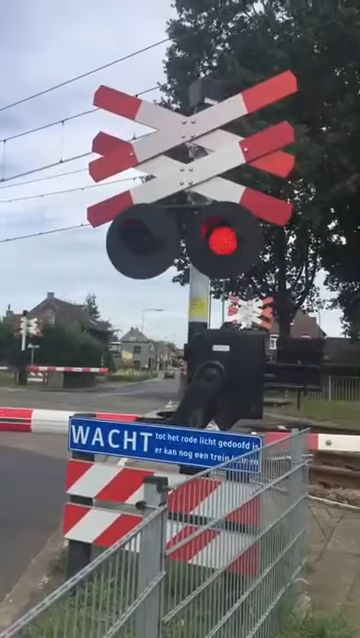 WACHT tot het rode licht gedoofd is
er kan nog een trein komen